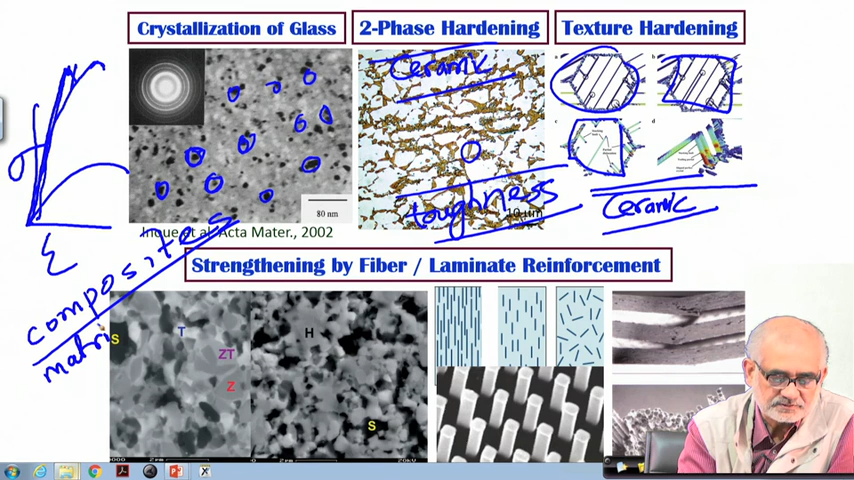 Crystallization of Glass
2-Phase Hardening
Texture Hardening
Ceramic
80 nm
toughness
10 µm
Ceramic
Inoue et al. Acta Mater., 2002
σ
ε
composites
matri
Strengthening by Fiber / Laminate Reinforcement
S
T
ZT
Z
H
S